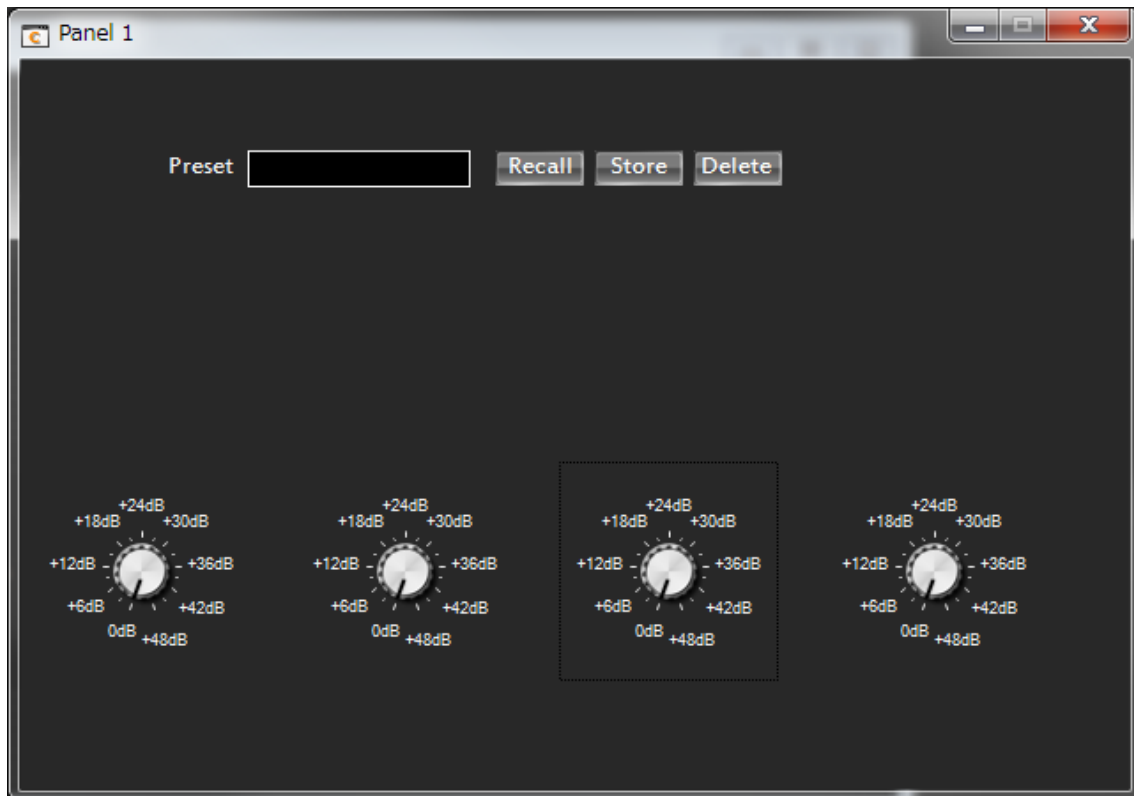 Panel 1
Preset Recall Store Delete
+24dB +24dB +24dB +24dB
+18dB +30dB +18dB +30dB +18dB +30dB +18dB +30dB
+12dB +36dB +12dB +36dB +12dB +36dB +12dB +36dB
+6dB +42dB +6dB +42dB +6dB +42dB +6dB +42dB
0dB +48dB 0dB +48dB 0dB +48dB 0dB +48dB